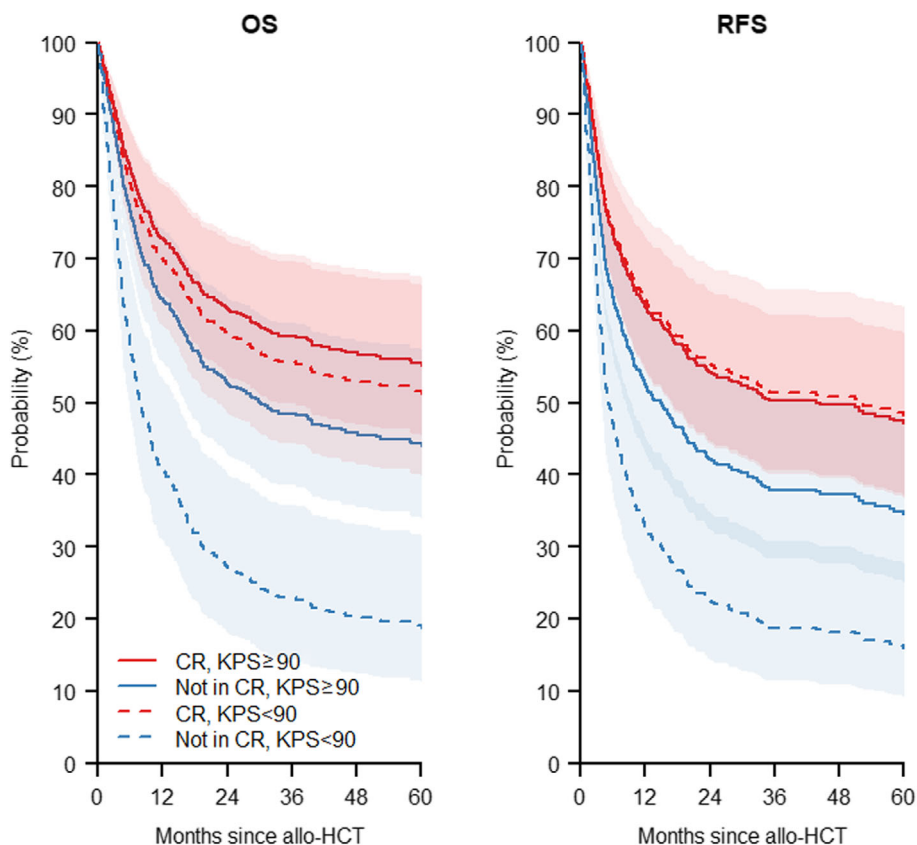 OS
100
90
80
70
60
50
40
30
20
10
0
Probability (%)
CR, KPS≥90
Not in CR, KPS≥90
CR, KPS<90
Not in CR, KPS<90
0 12 24 36 48 60
Months since allo-HCT
RFS
100
90
80
70
60
50
40
30
20
10
0
Probability (%)
0 12 24 36 48 60
Months since allo-HCT